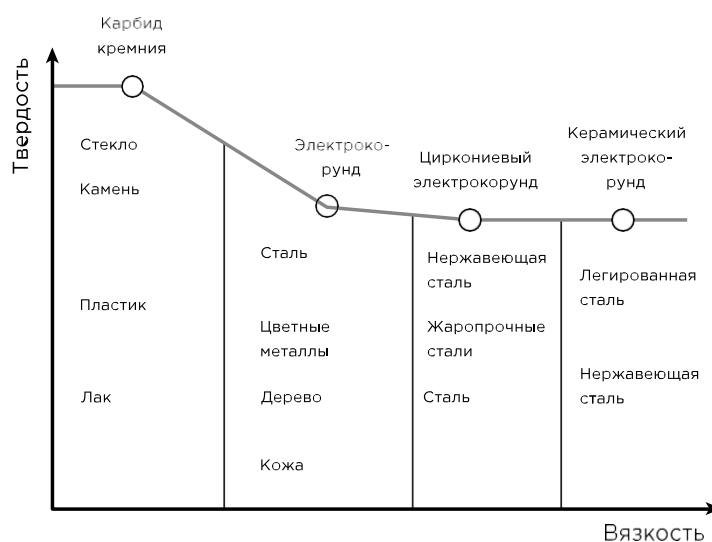 Карбид
кремния
Твердость
Стекло
Камень
Пластик
Лак
Электроко-
рунд
Сталь
Цветные
металлы
Дерево
Кожа
Циркониевый
электрокорунд
Нержавеющая
сталь
Жаропрочные
стали
Сталь
Керамический
электроко-
рунд
Легированная
сталь
Нержавеющая
сталь
Вязкость